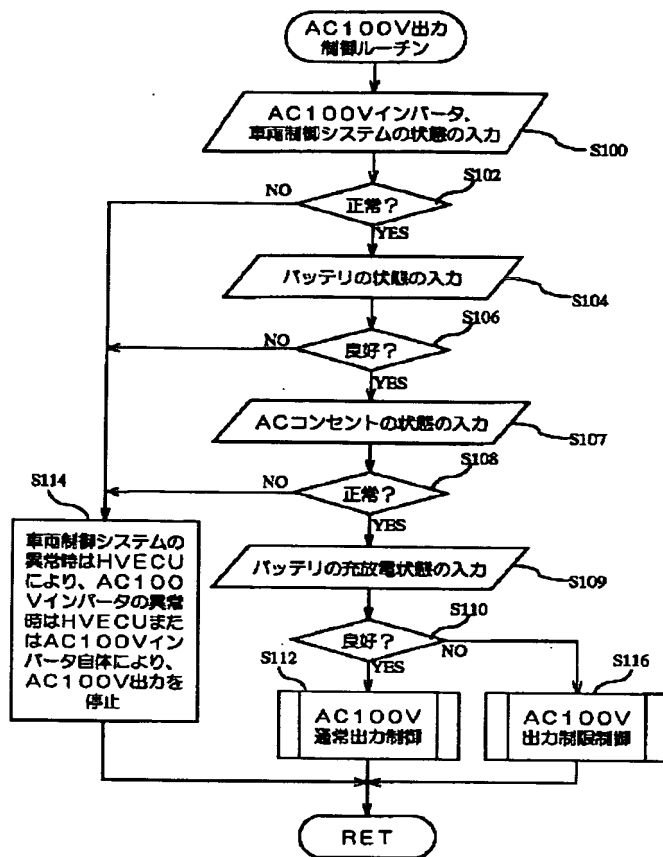 AC100V出力
制御ルーチン
AC100Vインバータ、
車両制御システムの状態の入力
S100
S102
NO
正常？
YES
バッテリの状態の入力
S104
S106
NO
良好？
YES
ACコンセントの状態の入力
S107
S108
NO
正常？
YES
S114
車両制御システムの
異常時はHVECU
により、AC100
Vインバータの異常
時はHVECUまた
はAC100Vイン
バータ自体により、
AC100V出力を
停止
バッテリの充放電状態の入力
S109
S110
良好？
NO
YES
S112
AC100V
通常出力制御
S116
AC100V
出力制限制御
RET